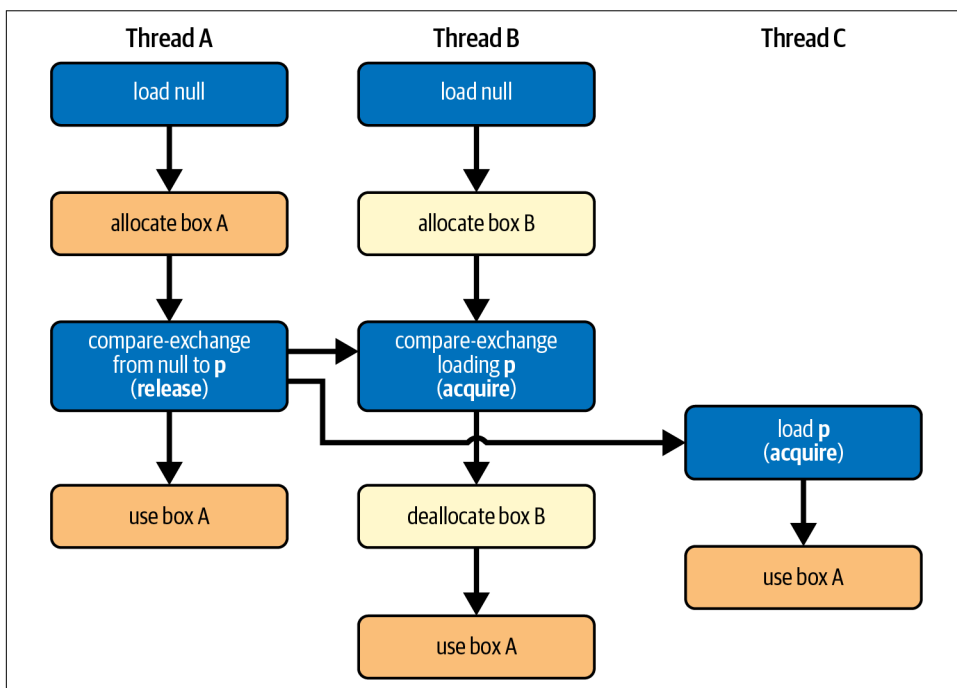 Thread A
Thread B
Thread C
load null
load null
allocate box A
allocate box B
compare-exchange
from null to p
(release)
compare-exchange
loading p
(acquire)
load p
(acquire)
use box A
deallocate box B
use box A
use box A